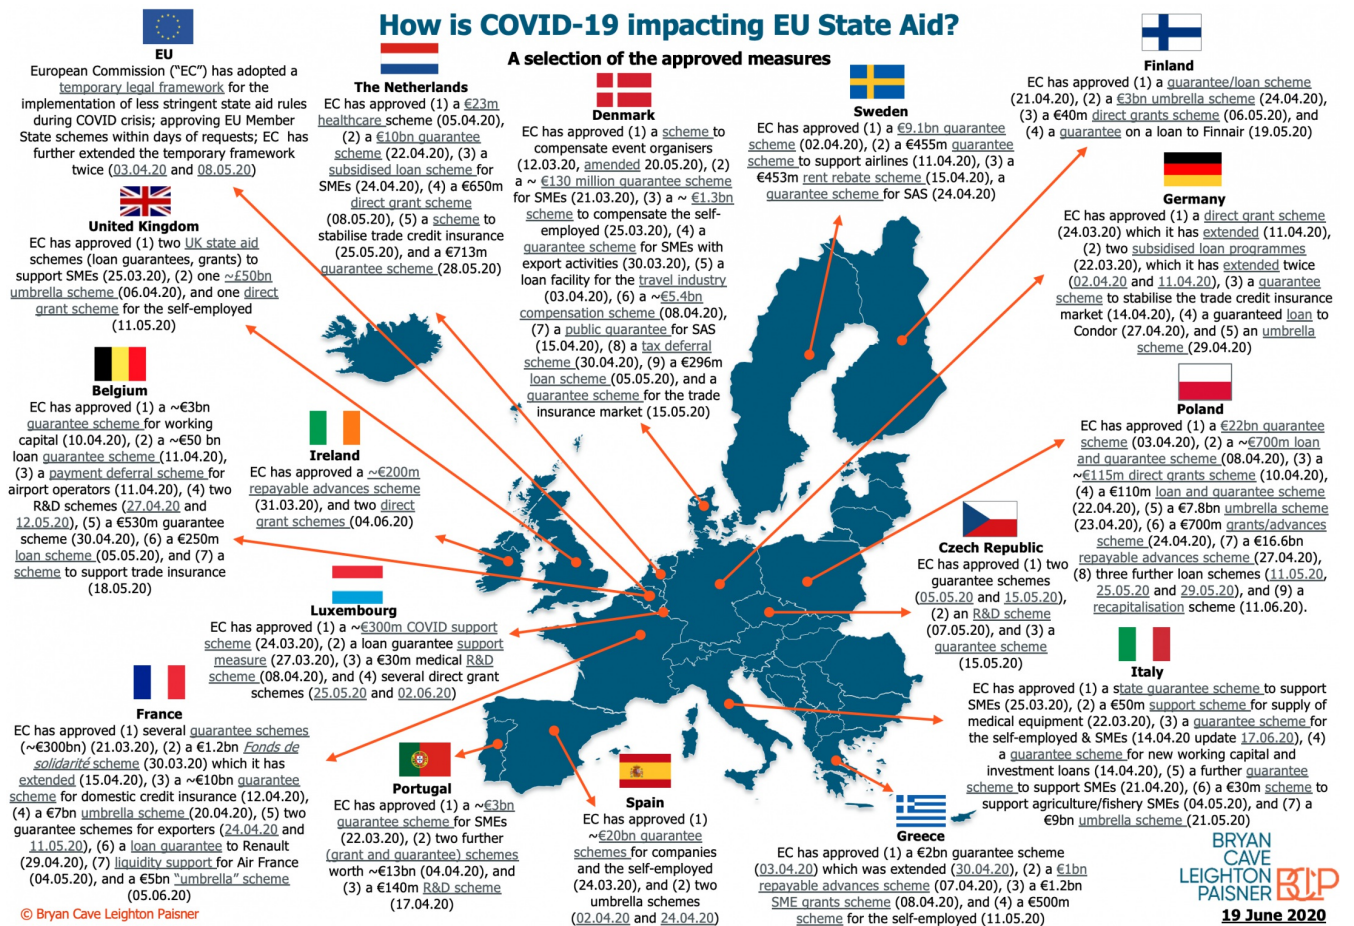 How is COVID-19 impacting EU State Aid?
A selection of the approved measures
EU
European Commission (“EC”) has adopted a
temporary legal framework for the
implementation of less stringent state aid rules
during COVID crisis; approving EU Member
State schemes within days of requests; EC has
further extended the temporary framework
twice (03.04.20 and 08.05.20)
United Kingdom
EC has approved (1) two UK state aid
schemes (loan guarantees, grants) to
support SMEs (25.03.20), (2) one ~£50bn
umbrella scheme (06.04.20), and one direct
grant scheme for the self-employed
(11.05.20)
Belgium
EC has approved (1) a ~€3bn
guarantee scheme for working
capital (10.04.20), (2) a ~€50 bn
loan guarantee scheme (11.04.20),
(3) a payment deferral scheme for
airport operators (11.04.20), (4) two
R&D schemes (27.04.20 and
12.05.20), (5) a €530m guarantee
scheme (30.04.20), (6) a €250m
loan scheme (05.05.20), and (7) a
scheme to support trade insurance
(18.05.20)
The Netherlands
EC has approved (1) a €23m
healthcare scheme (05.04.20),
(2) a €10bn guarantee
scheme (22.04.20), (3) a
subsidised loan scheme for
SMEs (24.04.20), (4) a €650m
direct grant scheme
(08.05.20), (5) a scheme to
stabilise trade credit insurance
(25.05.20), and a €713m
guarantee scheme (28.05.20)
Denmark
EC has approved (1) a scheme to
compensate event organisers
(12.03.20, amended 20.05.20), (2)
a ~ €130 million guarantee scheme
for SMEs (21.03.20), (3) a ~ €1.3bn
scheme to compensate the self-
employed (25.03.20), (4) a
guarantee scheme for SMEs with
export activities (30.03.20), (5) a
loan facility for the travel industry
(03.04.20), (6) a ~€5.4bn
compensation scheme (08.04.20),
(7) a public guarantee for SAS
(15.04.20), (8) a tax deferral
scheme (30.04.20), (9) a €296m
loan scheme (05.05.20), and a
guarantee scheme for the trade
insurance market (15.05.20)
Sweden
EC has approved (1) a €9.1bn guarantee
scheme (02.04.20), (2) a €455m guarantee
scheme to support airlines (11.04.20), (3) a
€453m rent rebate scheme (15.04.20), a
guarantee scheme for SAS (24.04.20)
Finland
EC has approved (1) a guarantee/loan scheme
(21.04.20), (2) a €3bn umbrella scheme (24.04.20),
(3) a €40m direct grants scheme (06.05.20), and
(4) a guarantee on a loan to Finnair (19.05.20)
Germany
EC has approved (1) a direct grant scheme
(24.03.20) which it has extended (11.04.20),
(2) two subsidised loan programmes
(22.03.20), which it has extended twice
(02.04.20 and 11.04.20), (3) a guarantee
scheme to stabilise the trade credit insurance
market (14.04.20), (4) a guaranteed loan to
Condor (27.04.20), and (5) an umbrella
scheme (29.04.20)
Poland
EC has approved (1) a €22bn guarantee
scheme (03.04.20), (2) a ~€700m loan
and guarantee scheme (08.04.20), (3) a
~€115m direct grants scheme (10.04.20),
(4) a €110m loan and guarantee scheme
(22.04.20), (5) a €7.8bn umbrella scheme
(23.04.20), (6) a €700m grants/advances
scheme (24.04.20), (7) a €16.6bn
repayable advances scheme (27.04.20),
(8) three further loan schemes (11.05.20,
25.05.20 and 29.05.20), and (9) a
recapitalisation scheme (11.06.20).
Ireland
EC has approved a ~€200m
repayable advances scheme
(31.03.20), and two direct
grant schemes (04.06.20)
Czech Republic
EC has approved (1) two
guarantee schemes
(05.05.20 and 15.05.20),
(2) an R&D scheme
(07.05.20), and (3) a
guarantee scheme
(15.05.20)
Luxembourg
EC has approved (1) a ~€300m COVID support
scheme (24.03.20), (2) a loan guarantee support
measure (27.03.20), (3) a €30m medical R&D
scheme (08.04.20), and (4) several direct grant
schemes (25.05.20 and 02.06.20)
Italy
EC has approved (1) a state guarantee scheme to support
SMEs (25.03.20), (2) a €50m support scheme for supply of
medical equipment (22.03.20), (3) a guarantee scheme for
the self-employed & SMEs (14.04.20 update 17.06.20), (4)
a guarantee scheme for new working capital and
investment loans (14.04.20), (5) a further guarantee
scheme to support SMEs (21.04.20), (6) a €30m scheme to
support agriculture/fishery SMEs (04.05.20), and (7) a
€9bn umbrella scheme (21.05.20)
France
EC has approved (1) several guarantee schemes
(~€300bn) (21.03.20), (2) a €1.2bn Fonds de
solidarité scheme (30.03.20) which it has
extended (15.04.20), (3) a ~€10bn guarantee
scheme for domestic credit insurance (12.04.20),
(4) a €7bn umbrella scheme (20.04.20), (5) two
guarantee schemes for exporters (24.04.20 and
11.05.20), (6) a loan guarantee to Renault
(29.04.20), (7) liquidity support for Air France
(04.05.20), and a €5bn “umbrella” scheme
(05.06.20)
Portugal
EC has approved (1) a ~€3bn
guarantee scheme for SMEs
(22.03.20), (2) two further
(grant and guarantee) schemes
worth ~€13bn (04.04.20), and
(3) a €140m R&D scheme
(17.04.20)
Spain
EC has approved (1)
~€20bn guarantee
schemes for companies
and the self-employed
(24.03.20), and (2) two
umbrella schemes
(02.04.20 and 24.04.20)
Greece
EC has approved (1) a €2bn guarantee scheme
(03.04.20) which was extended (30.04.20), (2) a €1bn
repayable advances scheme (07.04.20), (3) a €1.2bn
SME grants scheme (08.04.20), and (4) a €500m
scheme for the self-employed (11.05.20)
BRYAN
CAVE
LEIGHTON
PAISNER
BCLP
19 June 2020
© Bryan Cave Leighton Paisner